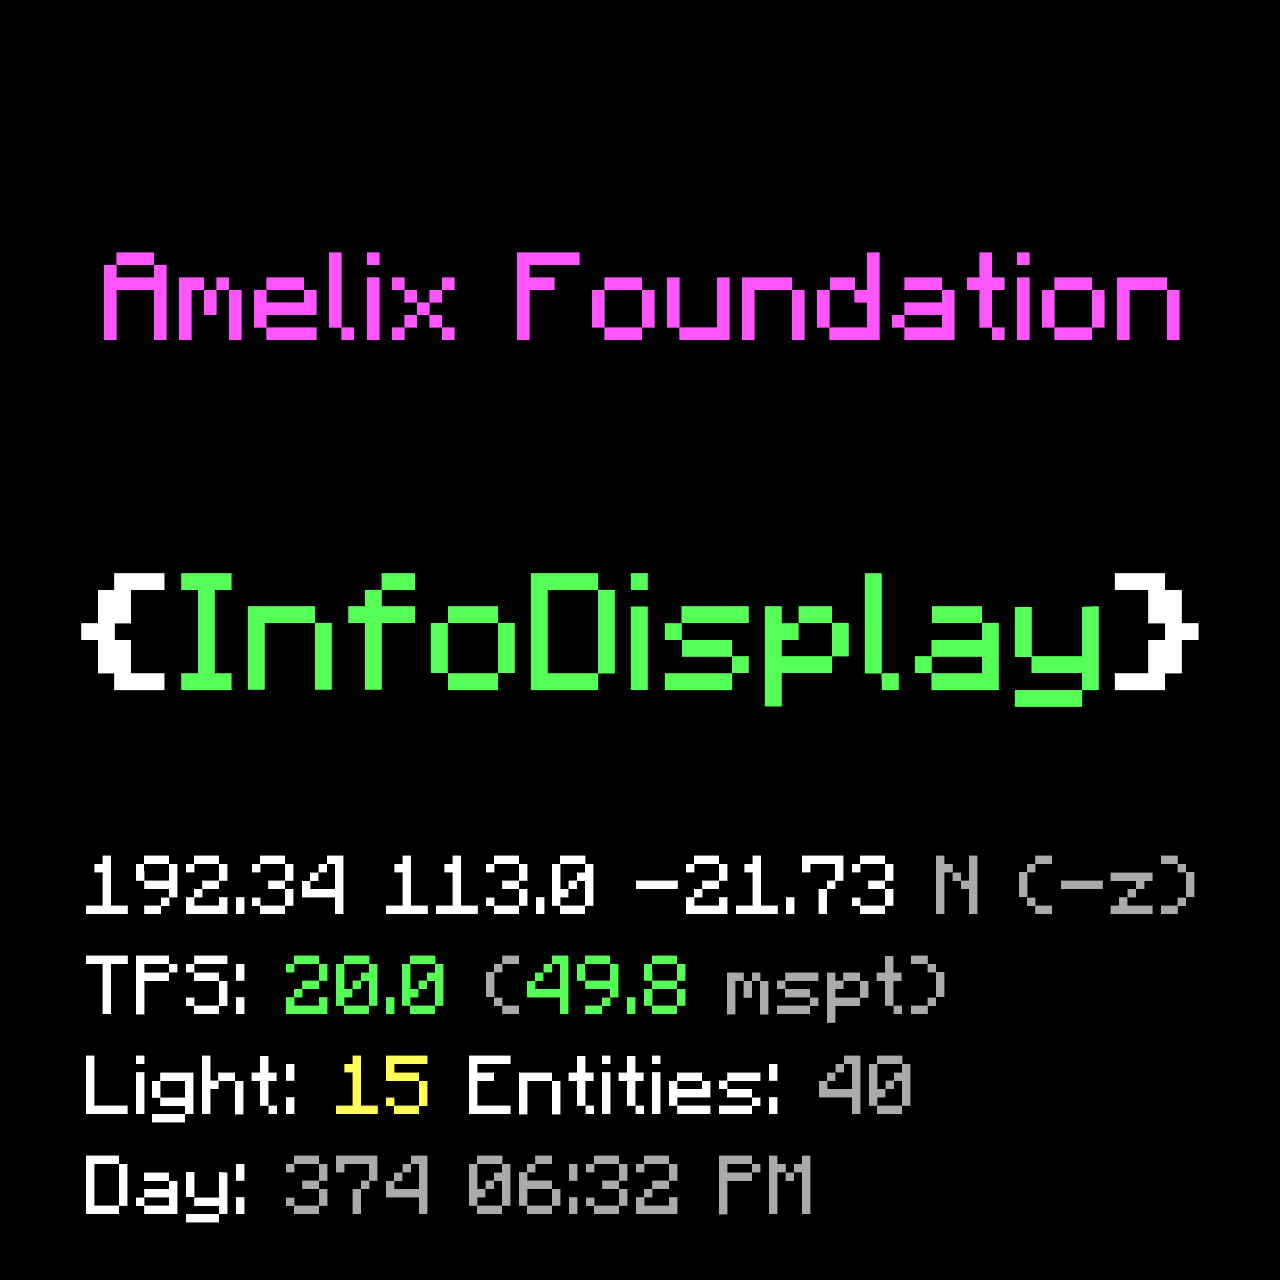 Amelix Foundation
{InfoDisplay}
192.34 113.0 -21.73 N (-z)
TPS: 20.0 (49.8 mspt)
Light: 15 Entities: 40
Day: 374 06:32 PM